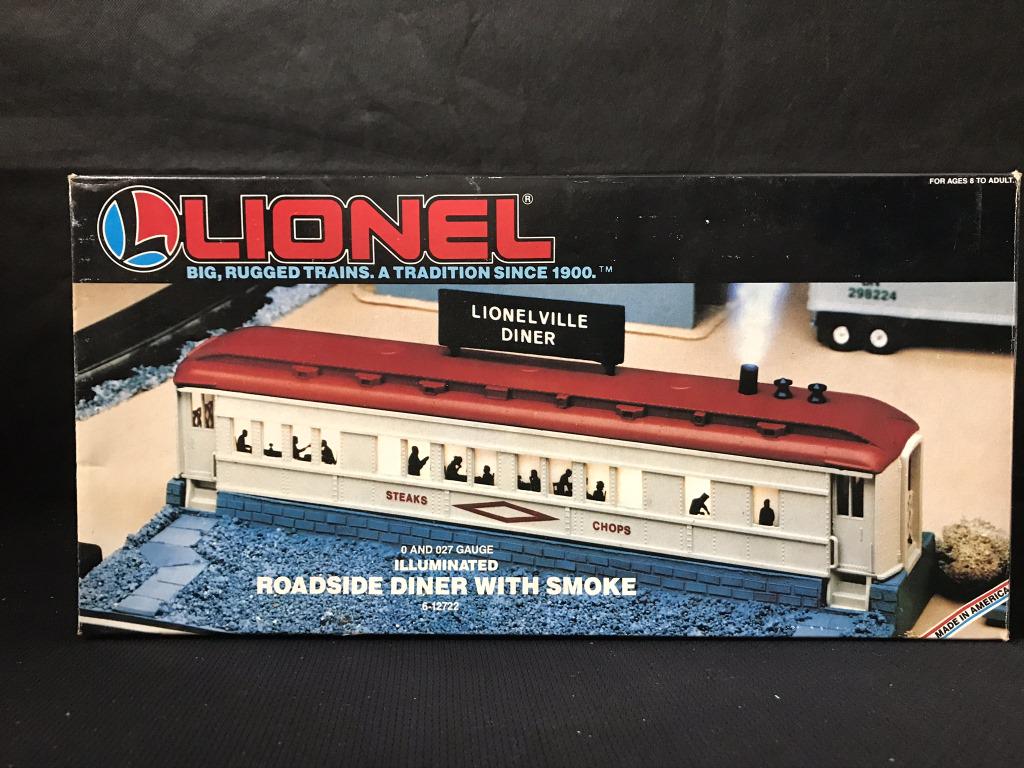 FOR AGES 8 TO ADULT.
LIONEL®
BIG, RUGGED TRAINS. A TRADITION SINCE 1900.™
298224
LIONELVILLE
DINER
STEAKS
CHOPS
0 AND 027 GAUGE
ILLUMINATED
ROADSIDE DINER WITH SMOKE
6-12722
MADE IN AMERICA